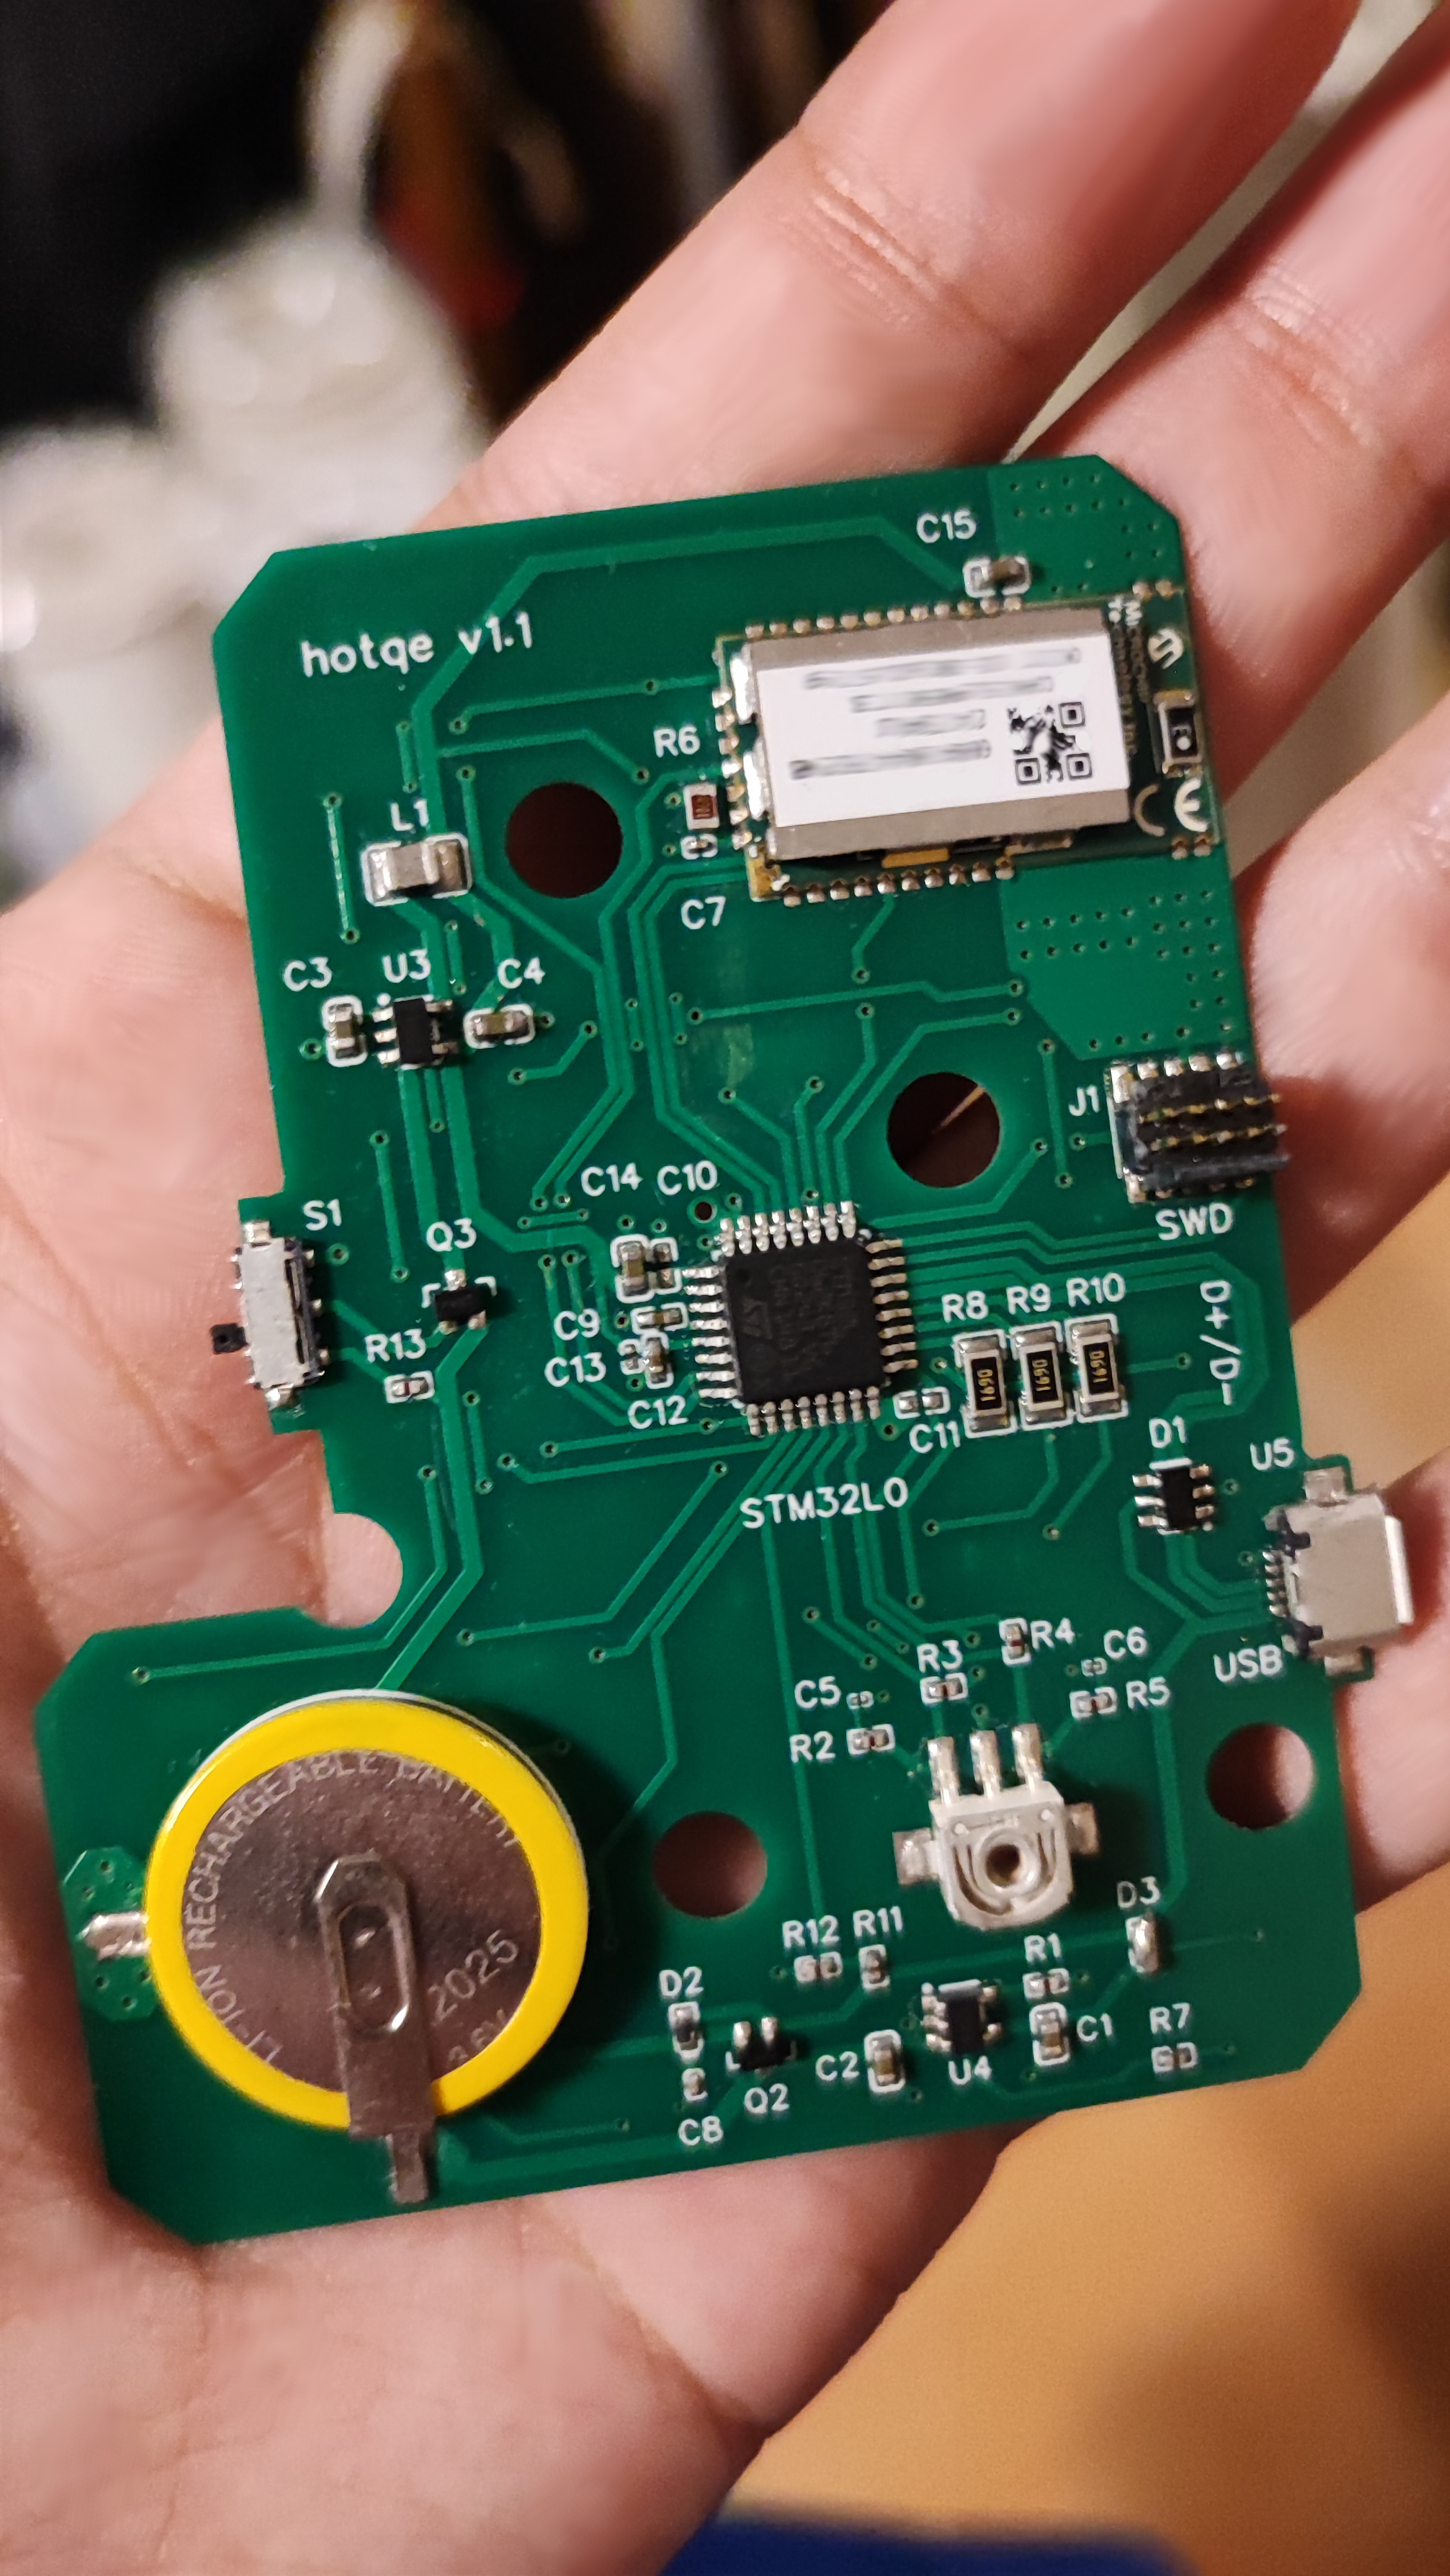 C15
hotqe v1.1
MICROCHIP
R6
CE
L1
C7
C3
U3
C4
J1
C14
C10
SWD
S1
Q3
C9
R8
R9
R10
D+/D-
R13
C13
1690
1690
1690
C12
C11
D1
U5
STM32L0
R4
C6
R3
USB
C5
R5
R2
LI-ION RECHARGEABLE BATTERY
2025
D3
R12
R11
R1
D2
C1
R7
C2
U4
Q2
C8